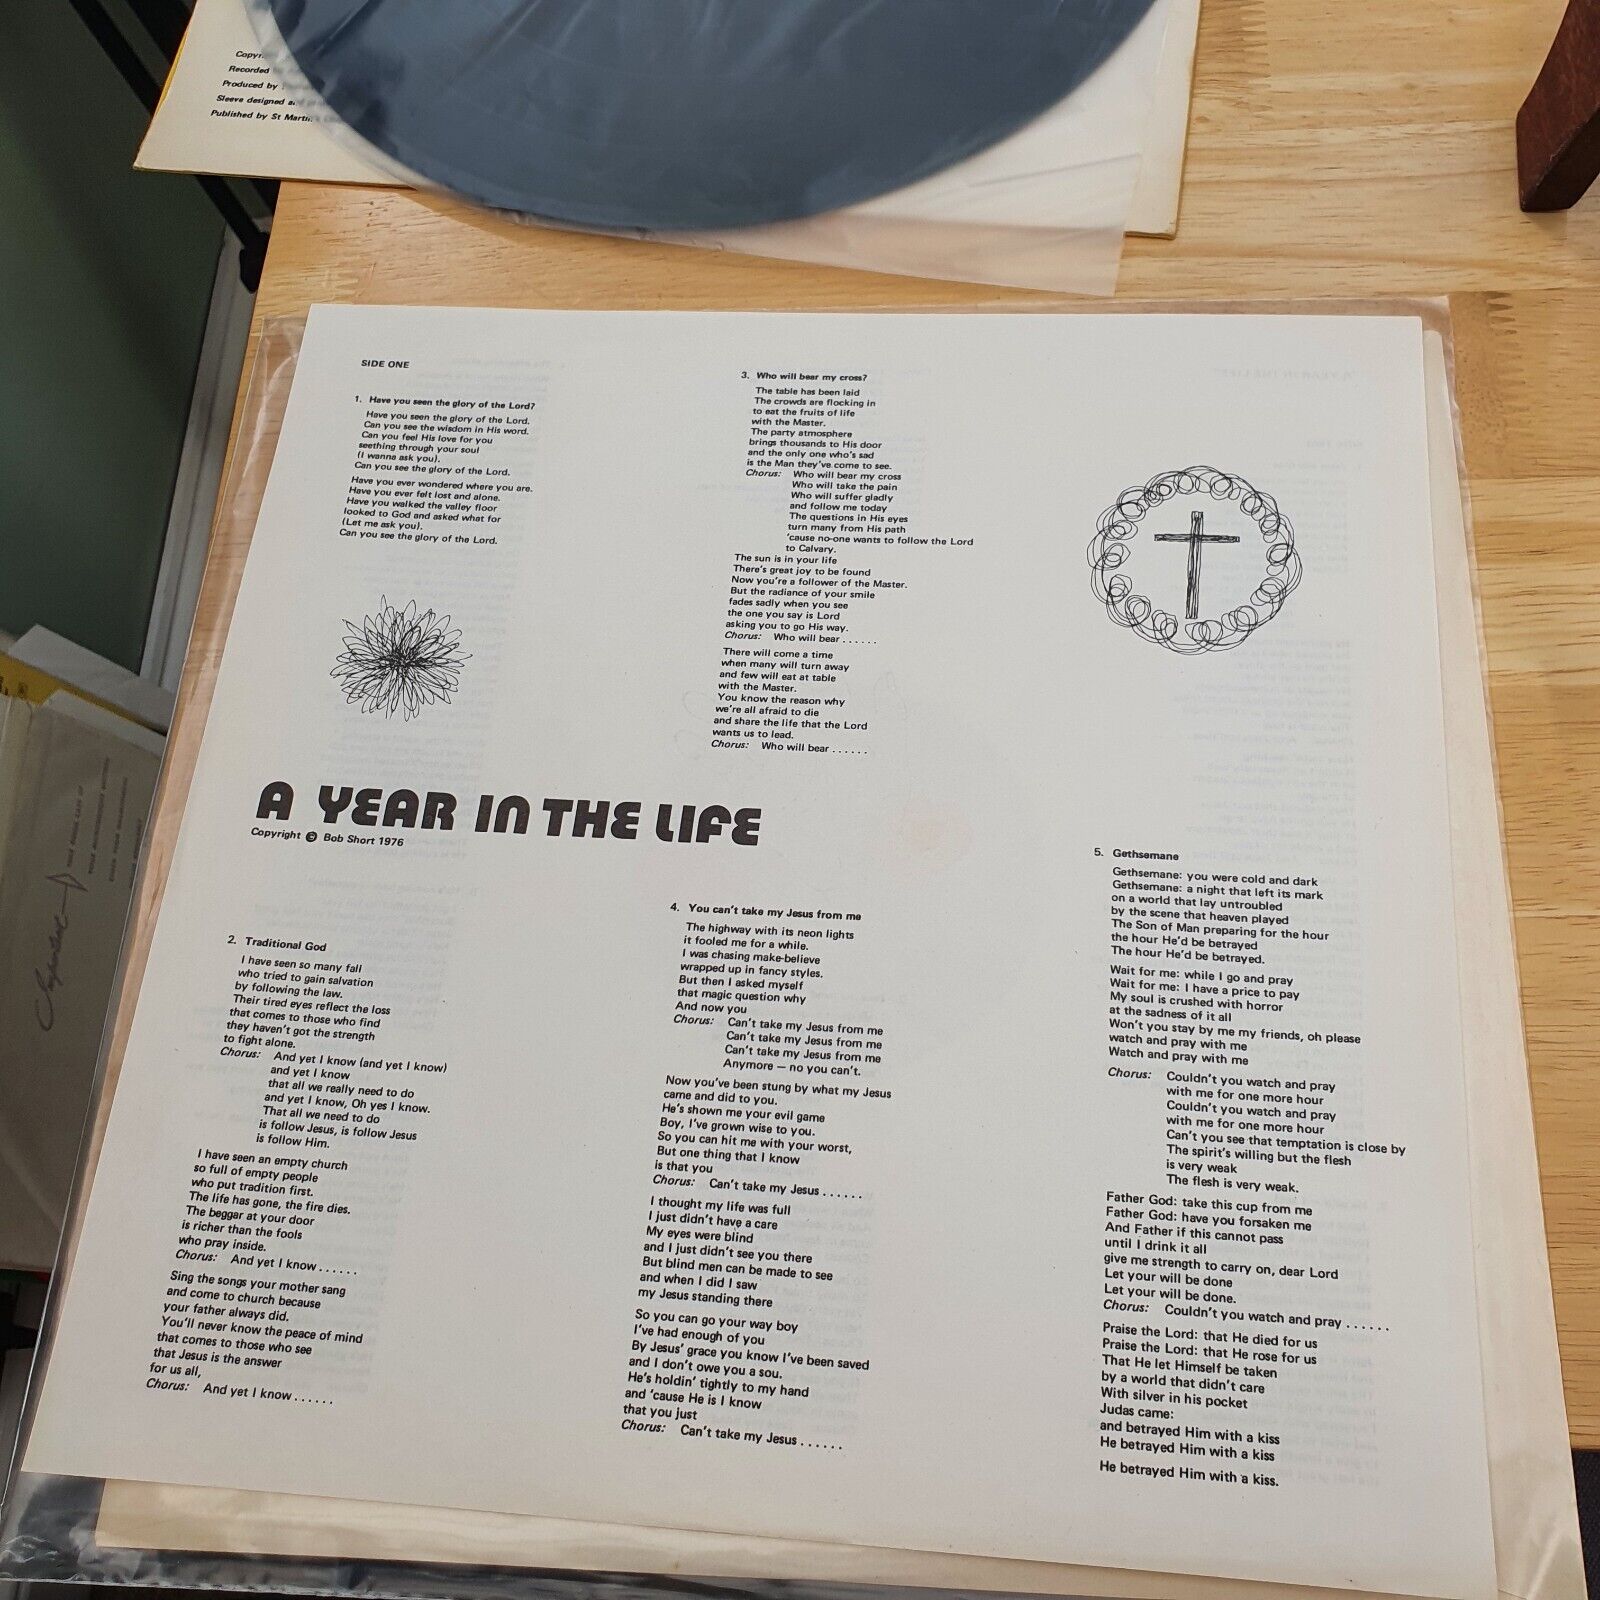 Copyr
Recorded
Produced by
Sleeve designed a
Published by St Martin
SIDE ONE
1. Have you seen the glory of the Lord?
Have you seen the glory of the Lord.
Can you see the wisdom in His word.
Can you feel His love for you
seething through your soul
(I wanna ask you).
Can you see the glory of the Lord.
Have you ever wondered where you are.
Have you ever felt lost and alone.
Have you walked the valley floor
looked to God and asked what for
(Let me ask you).
Can you see the glory of the Lord.
3. Who will bear my cross?
The table has been laid
The crowds are flocking in
to eat the fruits of life
with the Master.
The party atmosphere
brings thousands to His door
and the only one who's sad
is the Man they've come to see.
Chorus: Who will bear my cross
Who will take the pain
Who will suffer gladly
and follow me today
The questions in His eyes
turn many from His path
'cause no-one wants to follow the Lord
to Calvary.
The sun is in your life
There's great joy to be found
Now you're a follower of the Master.
But the radiance of your smile
fades sadly when you see
the one you say is Lord
asking you to go His way.
Chorus: Who will bear ......
There will come a time
when many will turn away
and few will eat at table
with the Master.
You know the reason why
we're all afraid to die
and share the life that the Lord
wants us to lead.
Chorus: Who will bear ......
A YEAR IN THE LIFE
Copyright © Bob Short 1976
2. Traditional God
I have seen so many fall
who tried to gain salvation
by following the law.
Their tired eyes reflect the loss
that comes to those who find
they haven't got the strength
to fight alone.
Chorus: And yet I know (and yet I know)
and yet I know
that all we really need to do
and yet I know, Oh yes I know.
That all we need to do
is follow Jesus, is follow Jesus
is follow Him.
I have seen an empty church
so full of empty people
who put tradition first.
The life has gone, the fire dies.
The beggar at your door
is richer than the fools
who pray inside.
Chorus: And yet I know ......
Sing the songs your mother sang
and come to church because
your father always did.
You'll never know the peace of mind
that comes to those who see
that Jesus is the answer
for us all,
Chorus: And yet I know ......
4. You can't take my Jesus from me
The highway with its neon lights
it fooled me for a while.
I was chasing make-believe
wrapped up in fancy styles.
But then I asked myself
that magic question why
And now you
Chorus: Can't take my Jesus from me
Can't take my Jesus from me
Can't take my Jesus from me
Anymore — no you can't.
Now you've been stung by what my Jesus
came and did to you.
He's shown me your evil game
Boy, I've grown wise to you.
So you can hit me with your worst,
But one thing that I know
is that you
Chorus: Can't take my Jesus ......
I thought my life was full
I just didn't have a care
My eyes were blind
and I just didn't see you there
But blind men can be made to see
and when I did I saw
my Jesus standing there
So you can go your way boy
I've had enough of you
By Jesus' grace you know I've been saved
and I don't owe you a sou.
He's holdin' tightly to my hand
and 'cause He is I know
that you just
Chorus: Can't take my Jesus ......
5. Gethsemane
Gethsemane: you were cold and dark
Gethsemane: a night that left its mark
on a world that lay untroubled
by the scene that heaven played
The Son of Man preparing for the hour
the hour He'd be betrayed
The hour He'd be betrayed.
Wait for me: while I go and pray
Wait for me: I have a price to pay
My soul is crushed with horror
at the sadness of it all
Won't you stay by me my friends, oh please
watch and pray with me
Watch and pray with me
Chorus: Couldn't you watch and pray
with me for one more hour
Couldn't you watch and pray
with me for one more hour
Can't you see that temptation is close by
The spirit's willing but the flesh
is very weak
The flesh is very weak.
Father God: take this cup from me
Father God: have you forsaken me
And Father if this cannot pass
until I drink it all
give me strength to carry on, dear Lord
Let your will be done
Let your will be done.
Chorus: Couldn't you watch and pray ......
Praise the Lord: that He died for us
Praise the Lord: that He rose for us
That He let Himself be taken
by a world that didn't care
With silver in his pocket
Judas came:
and betrayed Him with a kiss
He betrayed Him with a kiss
He betrayed Him with a kiss.